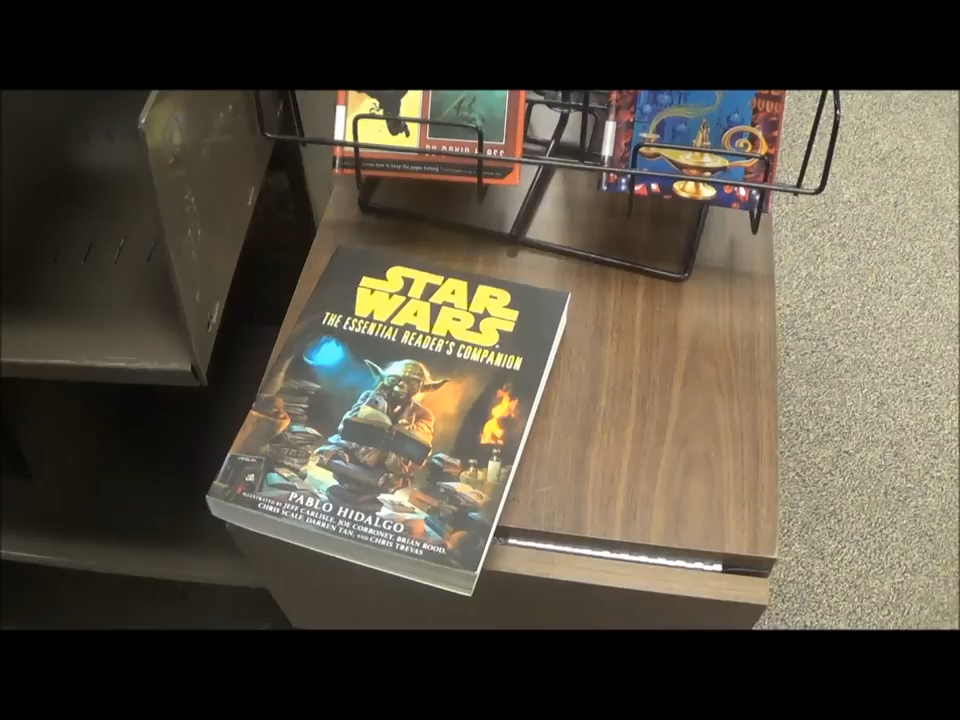 STAR
WARS
THE ESSENTIAL READER'S COMPANION
PABLO HIDALGO
ILLUSTRATED BY JEFF CARLISLE, JOE CORRONEY, BRIAN ROOD,
CHRIS SCALF, DARREN TAN, AND CHRIS TREVAS